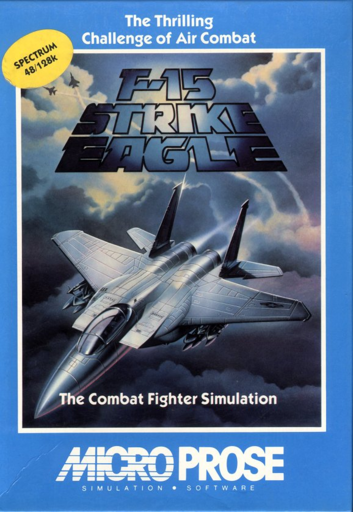 The Thrilling
Challenge of Air Combat
SPECTRUM
48/128K
F-15
STRIKE
EAGLE
The Combat Fighter Simulation
MICRO PROSE
SIMULATION • SOFTWARE